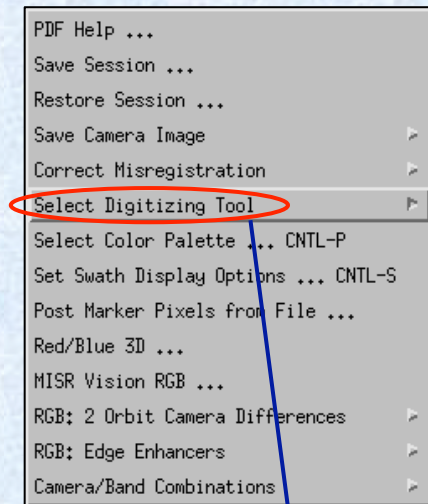 PDF Help ...
Save Session ...
Restore Session ...
Save Camera Image
Correct Misregistration
Select Digitizing Tool
Select Color Palette ... CNTL-P
Set Swath Display Options ... CNTL-S
Post Marker Pixels from File ...
Red/Blue 3D ...
MISR Vision RGB ...
RGB: 2 Orbit Camera Differences
RGB: Edge Enhancers
Camera/Band Combinations